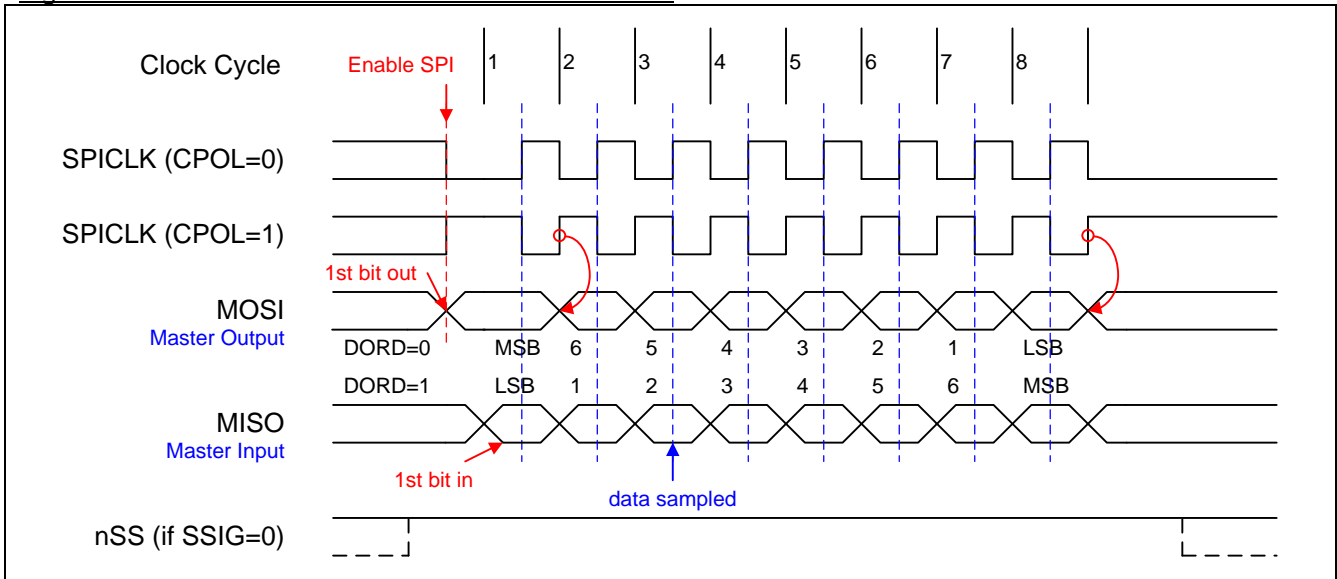 Clock Cycle
Enable SPI
1 2 3 4 5 6 7 8
SPICLK (CPOL=0)
SPICLK (CPOL=1)
1st bit out
MOSI
Master Output
DORD=0 MSB 6 5 4 3 2 1 LSB
DORD=1 LSB 1 2 3 4 5 6 MSB
MISO
Master Input
1st bit in
data sampled
nSS (if SSIG=0)